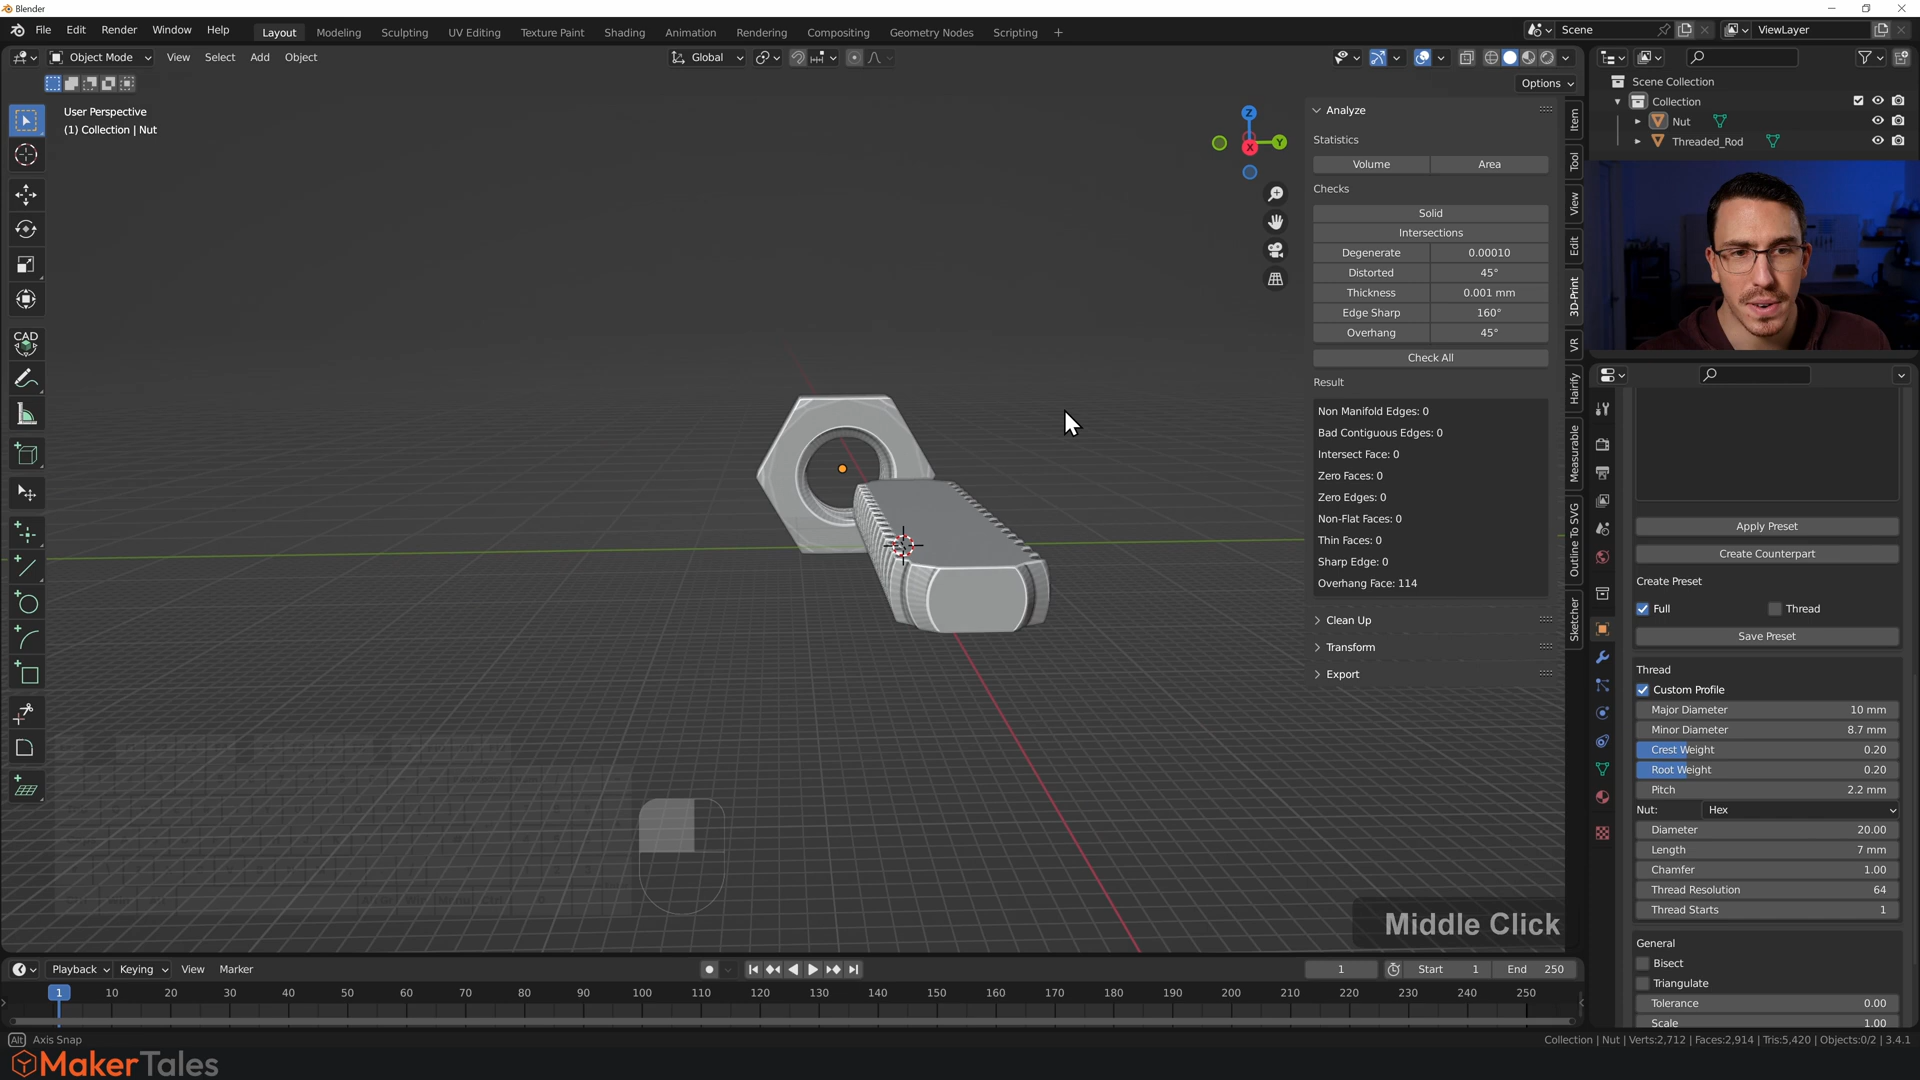 Blender
File Edit Render Window Help
Layout Modeling Sculpting UV Editing Texture Paint Shading Animation Rendering Compositing Geometry Nodes Scripting +
Scene
ViewLayer
Object Mode View Select Add Object
Global
Options
User Perspective
(1) Collection | Nut
CAD
Z
Y
X
Analyze
Statistics
Volume Area
Checks
Solid
Intersections
Degenerate 0.00010
Distorted 45°
Thickness 0.001 mm
Edge Sharp 160°
Overhang 45°
Check All
Result
Non Manifold Edges: 0
Bad Contiguous Edges: 0
Intersect Face: 0
Zero Faces: 0
Zero Edges: 0
Non-Flat Faces: 0
Thin Faces: 0
Sharp Edge: 0
Overhang Face: 114
Clean Up
Transform
Export
Item
Tool
View
Edit
3D-Print
VR
Hairify
Measurable
Outline To SVG
Sketcher
Scene Collection
Collection
Nut
Threaded_Rod
Apply Preset
Create Counterpart
Create Preset
Full Thread
Save Preset
Thread
Custom Profile
Major Diameter 10 mm
Minor Diameter 8.7 mm
Crest Weight 0.20
Root Weight 0.20
Pitch 2.2 mm
Nut: Hex
Diameter 20.00
Length 7 mm
Chamfer 1.00
Thread Resolution 64
Thread Starts 1
General
Bisect
Triangulate
Tolerance 0.00
Scale 1.00
Middle Click
Playback Keying View Marker
1 Start 1 End 250
1 10 20 30 40 50 60 70 80 90 100 110 120 130 140 150 160 170 180 190 200 210 220 230 240 250
Alt Axis Snap
Collection | Nut | Verts:2,712 | Faces:2,914 | Tris:5,420 | Objects:0/2 | 3.4.1
MakerTales